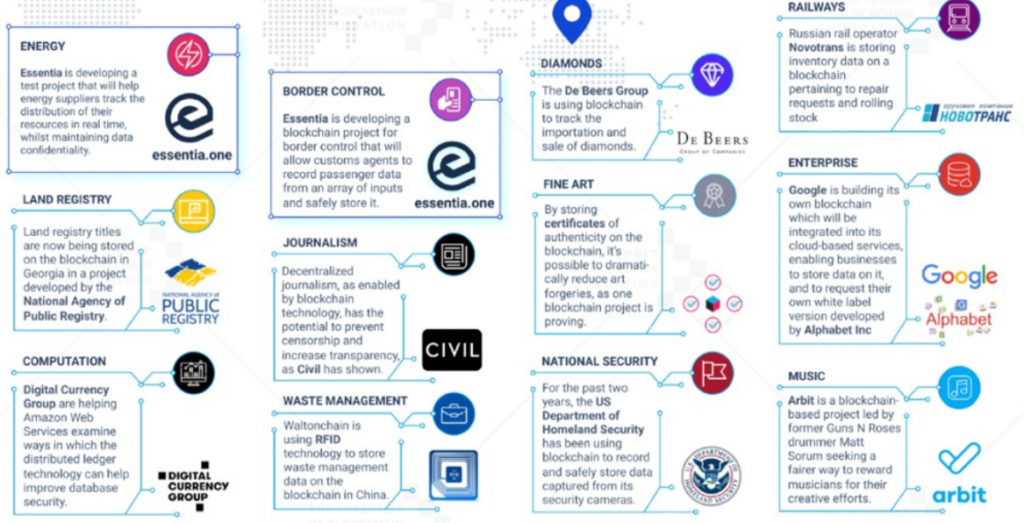 ENERGY
Essentia is developing a
test project that will help
energy suppliers track the
distribution of their
resources in real time,
whilst maintaining data
confidentiality.
essentia.one
LAND REGISTRY
Land registry titles
are now being stored
on the blockchain in
Georgia in a project
developed by the
National Agency of
Public Registry.
NATIONAL AGENCY OF
PUBLIC
REGISTRY
COMPUTATION
Digital Currency
Group are helping
Amazon Web
Services examine
ways in which the
distributed ledger
technology can help
improve database
security.
DIGITAL
CURRENCY
GROUP
BORDER CONTROL
Essentia is developing a
blockchain project for
border control that will
allow customs agents to
record passenger data
from an array of inputs
and safely store it.
essentia.one
JOURNALISM
Decentralized
journalism, as enabled
by blockchain
technology, has the
potential to prevent
censorship and
increase transparency,
as Civil has shown.
CIVIL
WASTE MANAGEMENT
Waltonchain is
using RFID
technology to store
waste management
data on the
blockchain in China.
DIAMONDS
The De Beers Group
is using blockchain
to track the
importation and
sale of diamonds.
DE BEERS
GROUP OF COMPANIES
FINE ART
By storing
certificates of
authenticity on the
blockchain, it's
possible to dramati-
cally reduce art
forgeries, as one
blockchain project is
proving.
NATIONAL SECURITY
For the past two
years, the US
Department of
Homeland Security
has been using
blockchain to record
and safely store data
captured from its
security cameras.
U.S. DEPARTMENT OF
HOMELAND SECURITY
RAILWAYS
Russian rail operator
Novotrans is storing
inventory data on a
blockchain
pertaining to repair
requests and rolling
stock
грузовая компания
НОВОТРАНС
ENTERPRISE
Google is building its
own blockchain
which will be
integrated into its
cloud-based services,
enabling businesses
to store data on it,
and to request their
own white label
version developed
by Alphabet Inc
Google
Alphabet
MUSIC
Arbit is a blockchain-
based project led by
former Guns N Roses
drummer Matt
Sorum seeking a
fairer way to reward
musicians for their
creative efforts.
arbit